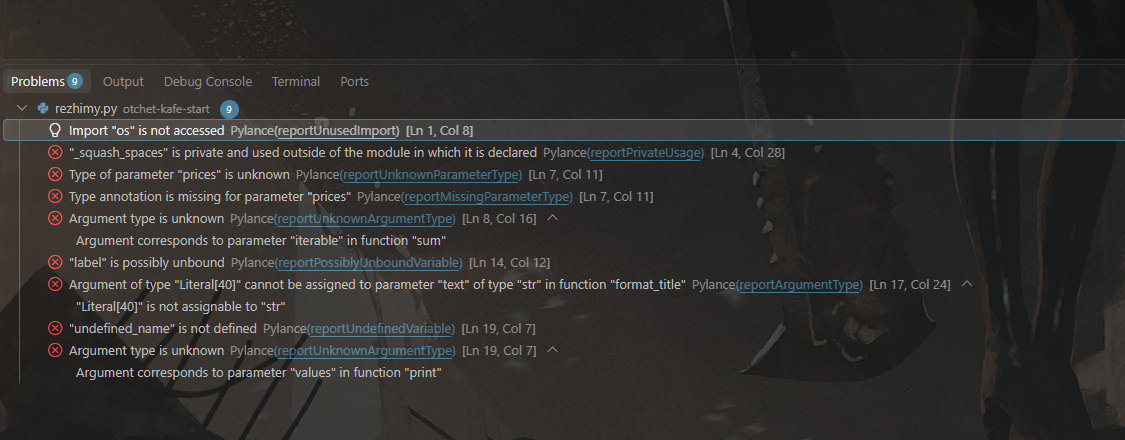 Problems 9 Output Debug Console Terminal Ports
rezhimy.py otchet-kafe-start 9
Import "os" is not accessed Pylance(reportUnusedImport) [Ln 1, Col 8]
"_squash_spaces" is private and used outside of the module in which it is declared Pylance(reportPrivateUsage) [Ln 4, Col 28]
Type of parameter "prices" is unknown Pylance(reportUnknownParameterType) [Ln 7, Col 11]
Type annotation is missing for parameter "prices" Pylance(reportMissingParameterType) [Ln 7, Col 11]
Argument type is unknown Pylance(reportUnknownArgumentType) [Ln 8, Col 16]
Argument corresponds to parameter "iterable" in function "sum"
"label" is possibly unbound Pylance(reportPossiblyUnboundVariable) [Ln 14, Col 12]
Argument of type "Literal[40]" cannot be assigned to parameter "text" of type "str" in function "format_title" Pylance(reportArgumentType) [Ln 17, Col 24]
"Literal[40]" is not assignable to "str"
"undefined_name" is not defined Pylance(reportUndefinedVariable) [Ln 19, Col 7]
Argument type is unknown Pylance(reportUnknownArgumentType) [Ln 19, Col 7]
Argument corresponds to parameter "values" in function "print"